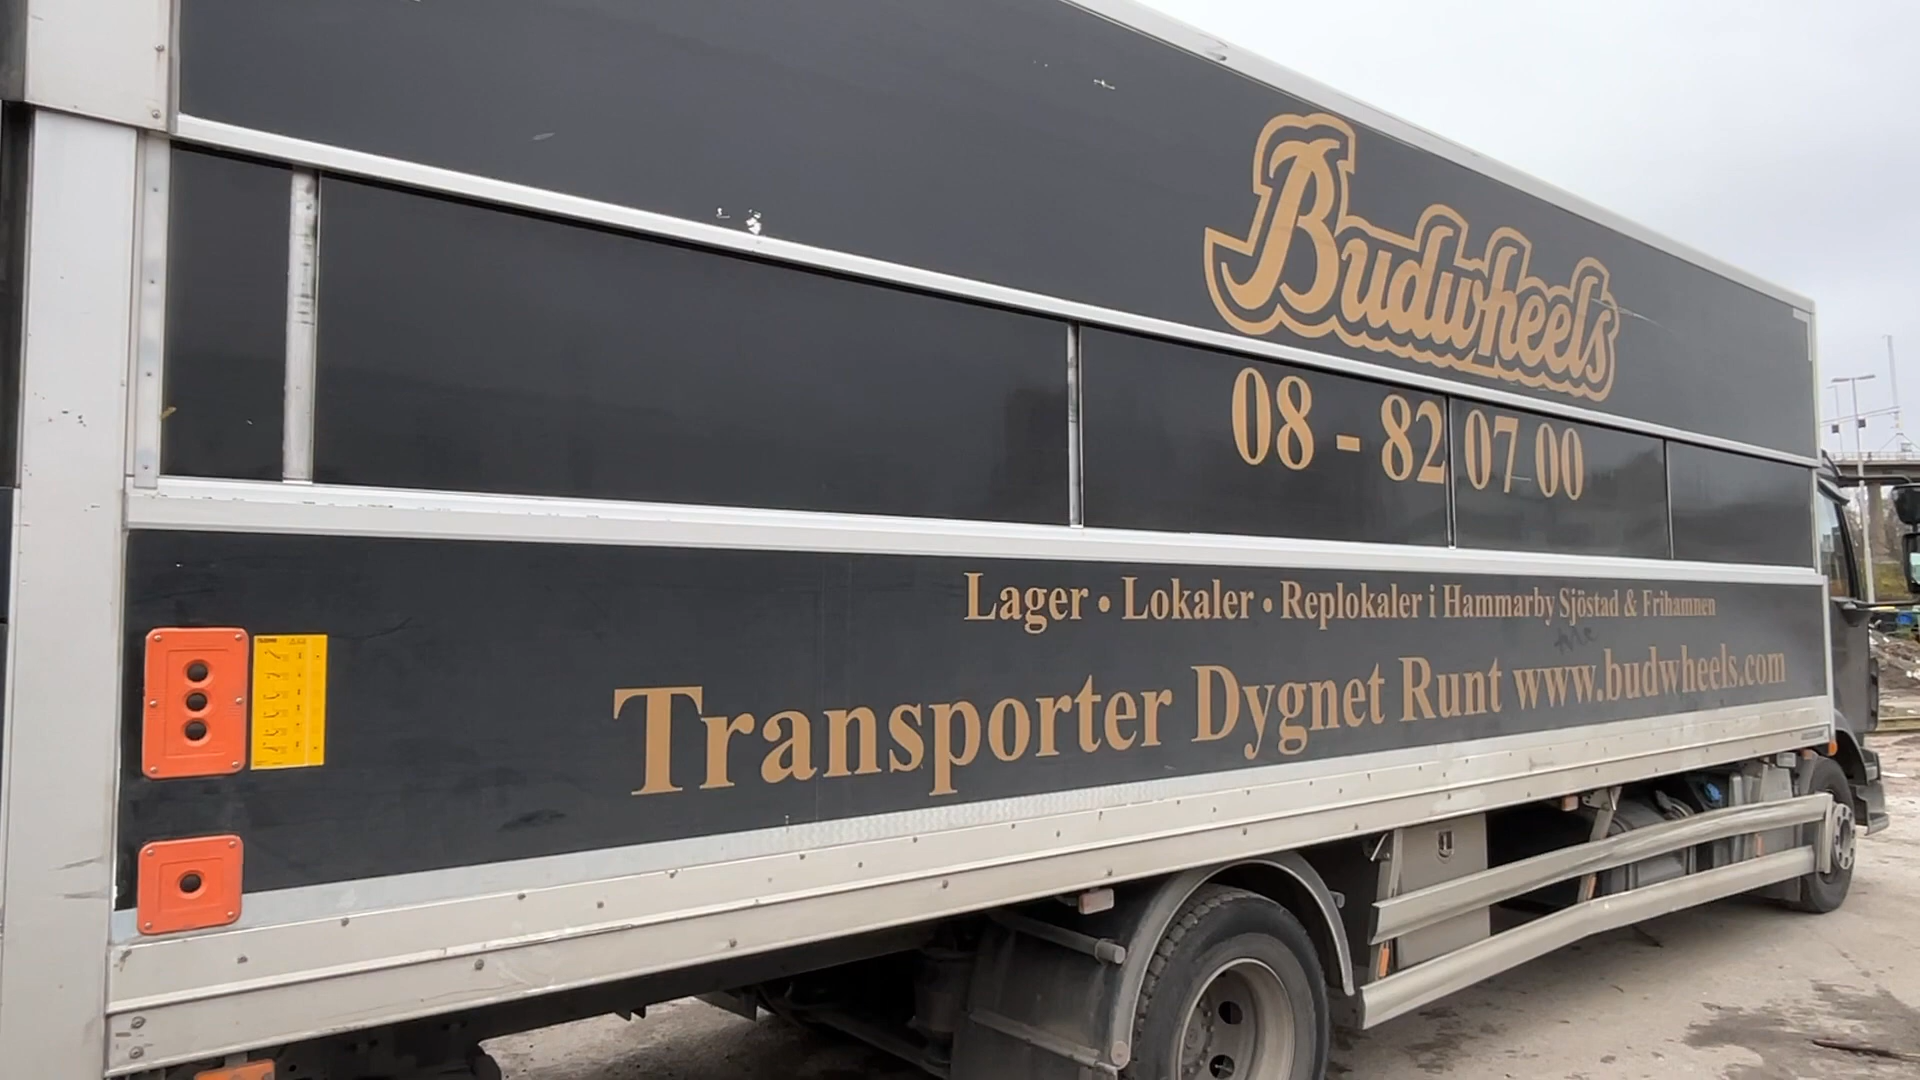 Budwheels
08 - 82 07 00
Lager • Lokaler • Replokaler i Hammarby Sjöstad & Frihamnen
Transporter Dygnet Runt www.budwheels.com